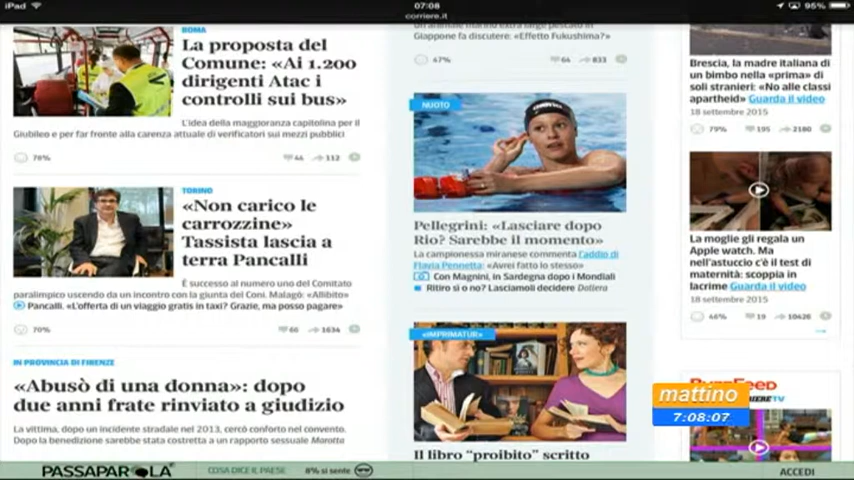 iPad
07:08
95%
corriere.it
ROMA
La proposta del
Comune: «Ai 1.200
dirigenti Atac i
controlli sui bus»
L'idea della maggioranza capitolina per il
Giubileo e per far fronte alla carenza attuale di verificatori sui mezzi pubblici
78%
44
112
TORINO
«Non carico le
carrozzine»
Tassista lascia a
terra Pancalli
È successo al numero uno del Comitato
paralimpico uscendo da un incontro con la giunta del Coni. Malagò: «Allibito»
Pancalli. «L'offerta di un viaggio gratis in taxi? Grazie, ma posso pagare»
70%
66
1634
IN PROVINCIA DI FIRENZE
«Abusò di una donna»: dopo
due anni frate rinviato a giudizio
La vittima, dopo un incidente stradale nel 2013, cercò conforto nel convento.
Dopo la benedizione sarebbe stata costretta a un rapporto sessuale Marotta
Giappone fa discutere: «Effetto Fukushima?»
67%
64
833
NUOTO
Pellegrini: «Lasciare dopo
Rio? Sarebbe il momento»
La campionessa miranese commenta l'addio di
Flavia Pennetta: «Avrei fatto lo stesso»
Con Magnini, in Sardegna dopo i Mondiali
Ritiro sì o no? Lasciamoli decidere Dallera
«IMPRIMATUR»
Il libro “proibito” scritto
Brescia, la madre italiana di
un bimbo nella «prima» di
soli stranieri: «No alle classi
apartheid» Guarda il video
18 settembre 2015
79%
195
2180
La moglie gli regala un
Apple watch. Ma
nell'astuccio c'è il test di
maternità: scoppia in
lacrime Guarda il video
18 settembre 2015
46%
19
10426
BuzzFeed
mattino
7:08:07
PASSAPAROLA
COSA DICE IL PAESE
8% si sente
ACCEDI